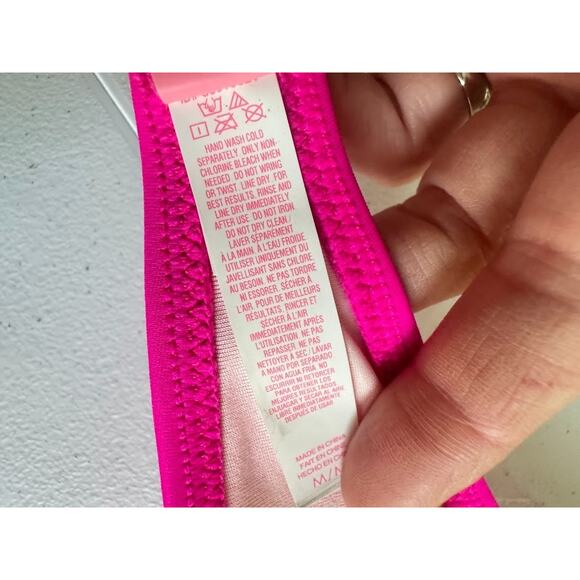 HAND WASH COLD
SEPARATELY. ONLY NON-
CHLORINE BLEACH WHEN
NEEDED. DO NOT WRING
OR TWIST. LINE DRY. FOR
BEST RESULTS, RINSE AND
LINE DRY IMMEDIATELY
AFTER USE. DO NOT IRON.
DO NOT DRY CLEAN./
LAVER SÉPARÉMENT
À LA MAIN, À L'EAU FROIDE.
UTILISER UNIQUEMENT DU
JAVELLISANT SANS CHLORE
AU BESOIN. NE PAS TORDRE
NI ESSORER. SÉCHER À
L'AIR. POUR DE MEILLEURS
RÉSULTATS, RINCER ET
SÉCHER À L'AIR
IMMÉDIATEMENT APRÈS
L'UTILISATION. NE PAS
REPASSER. NE PAS
NETTOYER À SEC./LAVAR
A MANO POR SEPARADO
CON AGUA FRÍA. NO
ESCURRIR NI RETORCER.
PARA OBTENER LOS
MEJORES RESULTADOS,
ENJUAGAR Y SECAR AL AIRE
LIBRE INMEDIATAMENTE
DESPUÉS DE USAR.
MADE IN CHINA
FAIT EN CHINE
HECHO EN
M/M